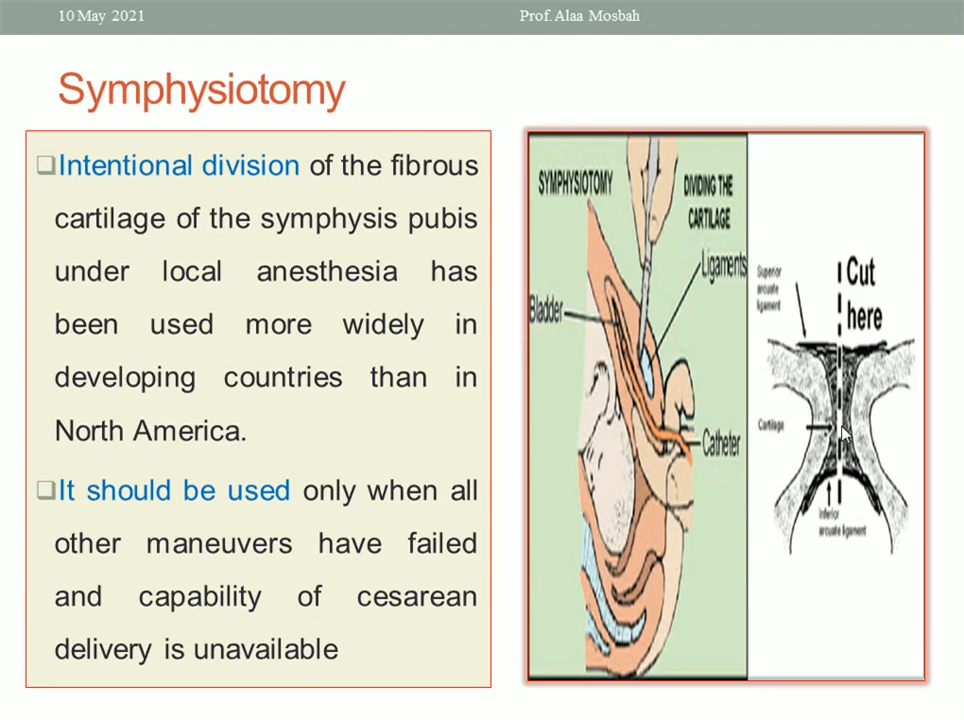 10 May 2021
Prof. Alaa Mosbah
Symphysiotomy
Intentional division of the fibrous
cartilage of the symphysis pubis
under local anesthesia has
been used more widely in
developing countries than in
North America.
It should be used only when all
other maneuvers have failed
and capability of cesarean
delivery is unavailable
SYMPHYSIOTOMY
DIVIDING THE
CARTILAGE
Ligaments
Bladder
Catheter
Superior
arcuate
ligament
Cut
here
Cartilage
Inferior
arcuate ligament